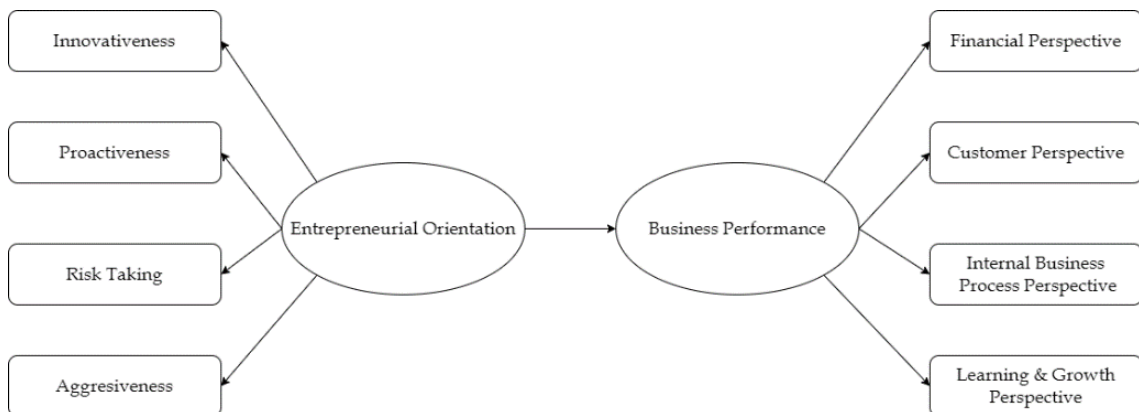 Innovativeness
Proactiveness
Risk Taking
Aggresiveness
Entrepreneurial Orientation
Business Performance
Financial Perspective
Customer Perspective
Internal Business
Process Perspective
Learning & Growth
Perspective